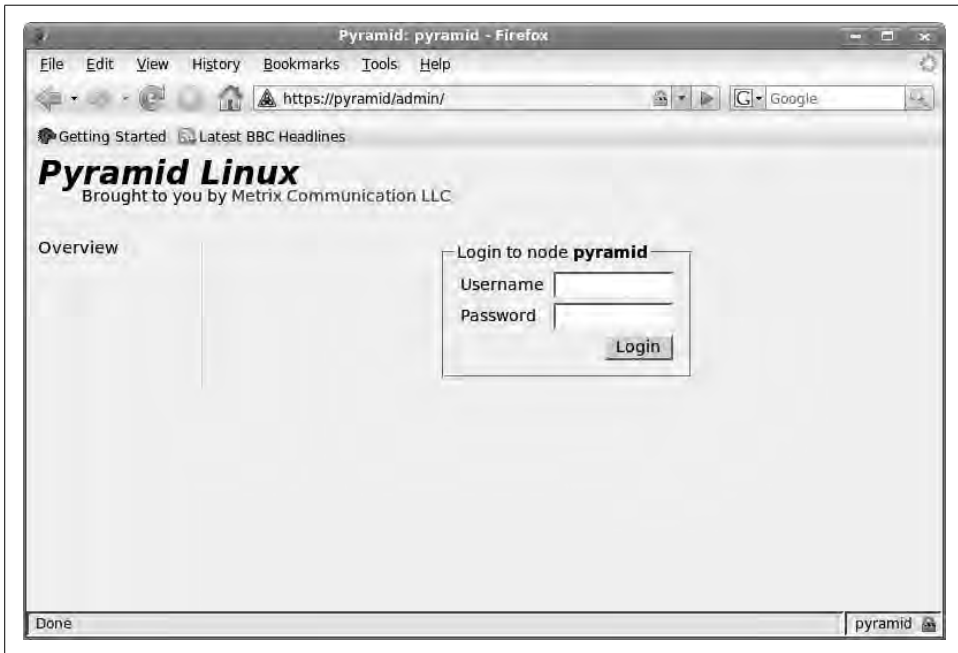 Pyramid: pyramid - Firefox
File Edit View History Bookmarks Tools Help
https://pyramid/admin/ G Google
Getting Started Latest BBC Headlines
Pyramid Linux
Brought to you by Metrix Communication LLC
Overview
Login to node pyramid
Username
Password
Login
Done pyramid